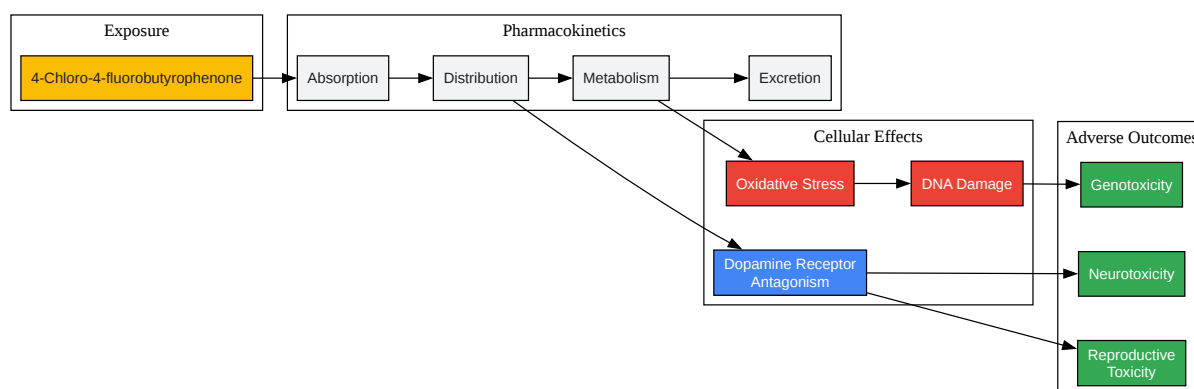 Exposure
Pharmacokinetics
4-Chloro-4-fluorobutyrophenone
Absorption
Distribution
Metabolism
Excretion
Cellular Effects
Adverse Outcomes
Oxidative Stress
DNA Damage
Genotoxicity
Dopamine Receptor
Antagonism
Neurotoxicity
Reproductive
Toxicity